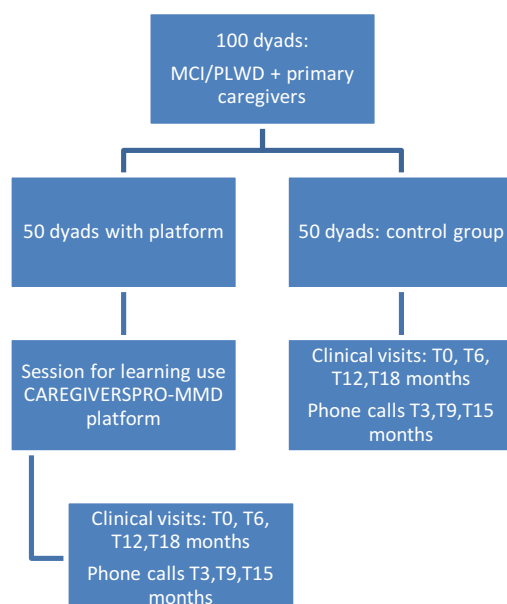 100 dyads:
MCI/PLWD + primary
caregivers
50 dyads with platform
50 dyads: control group
Session for learning use
CAREGIVERSPRO-MMD
platform
Clinical visits: T0, T6,
T12,T18 months
Phone calls T3,T9,T15
months
Clinical visits: T0, T6,
T12,T18 months
Phone calls T3,T9,T15
months